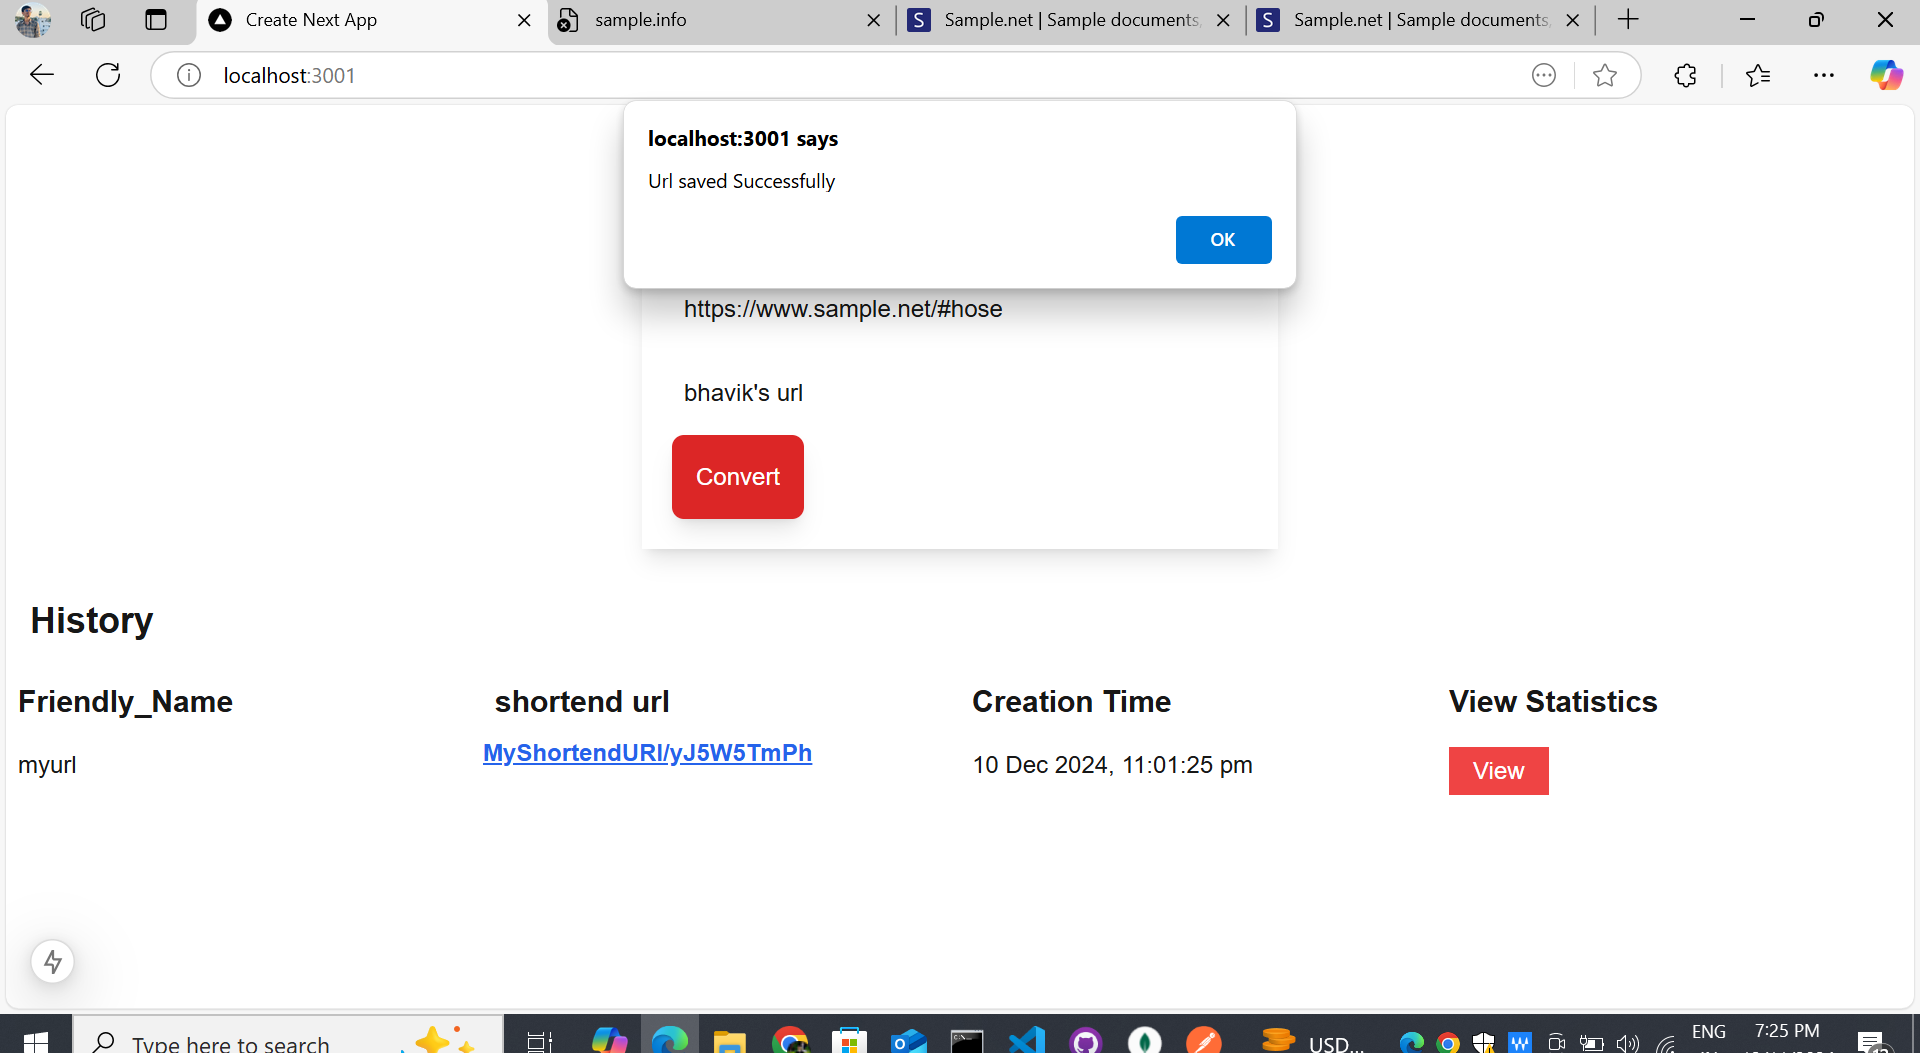 Create Next App
sample.info
Sample.net | Sample documents,
Sample.net | Sample documents,
localhost:3001
localhost:3001 says
Url saved Successfully
OK
https://www.sample.net/#hose
bhavik's url
Convert
History
Friendly_Name
shortend url
Creation Time
View Statistics
myurl
MyShortendURl/yJ5W5TmPh
10 Dec 2024, 11:01:25 pm
View
Type here to search
USD...
ENG
7:25 PM